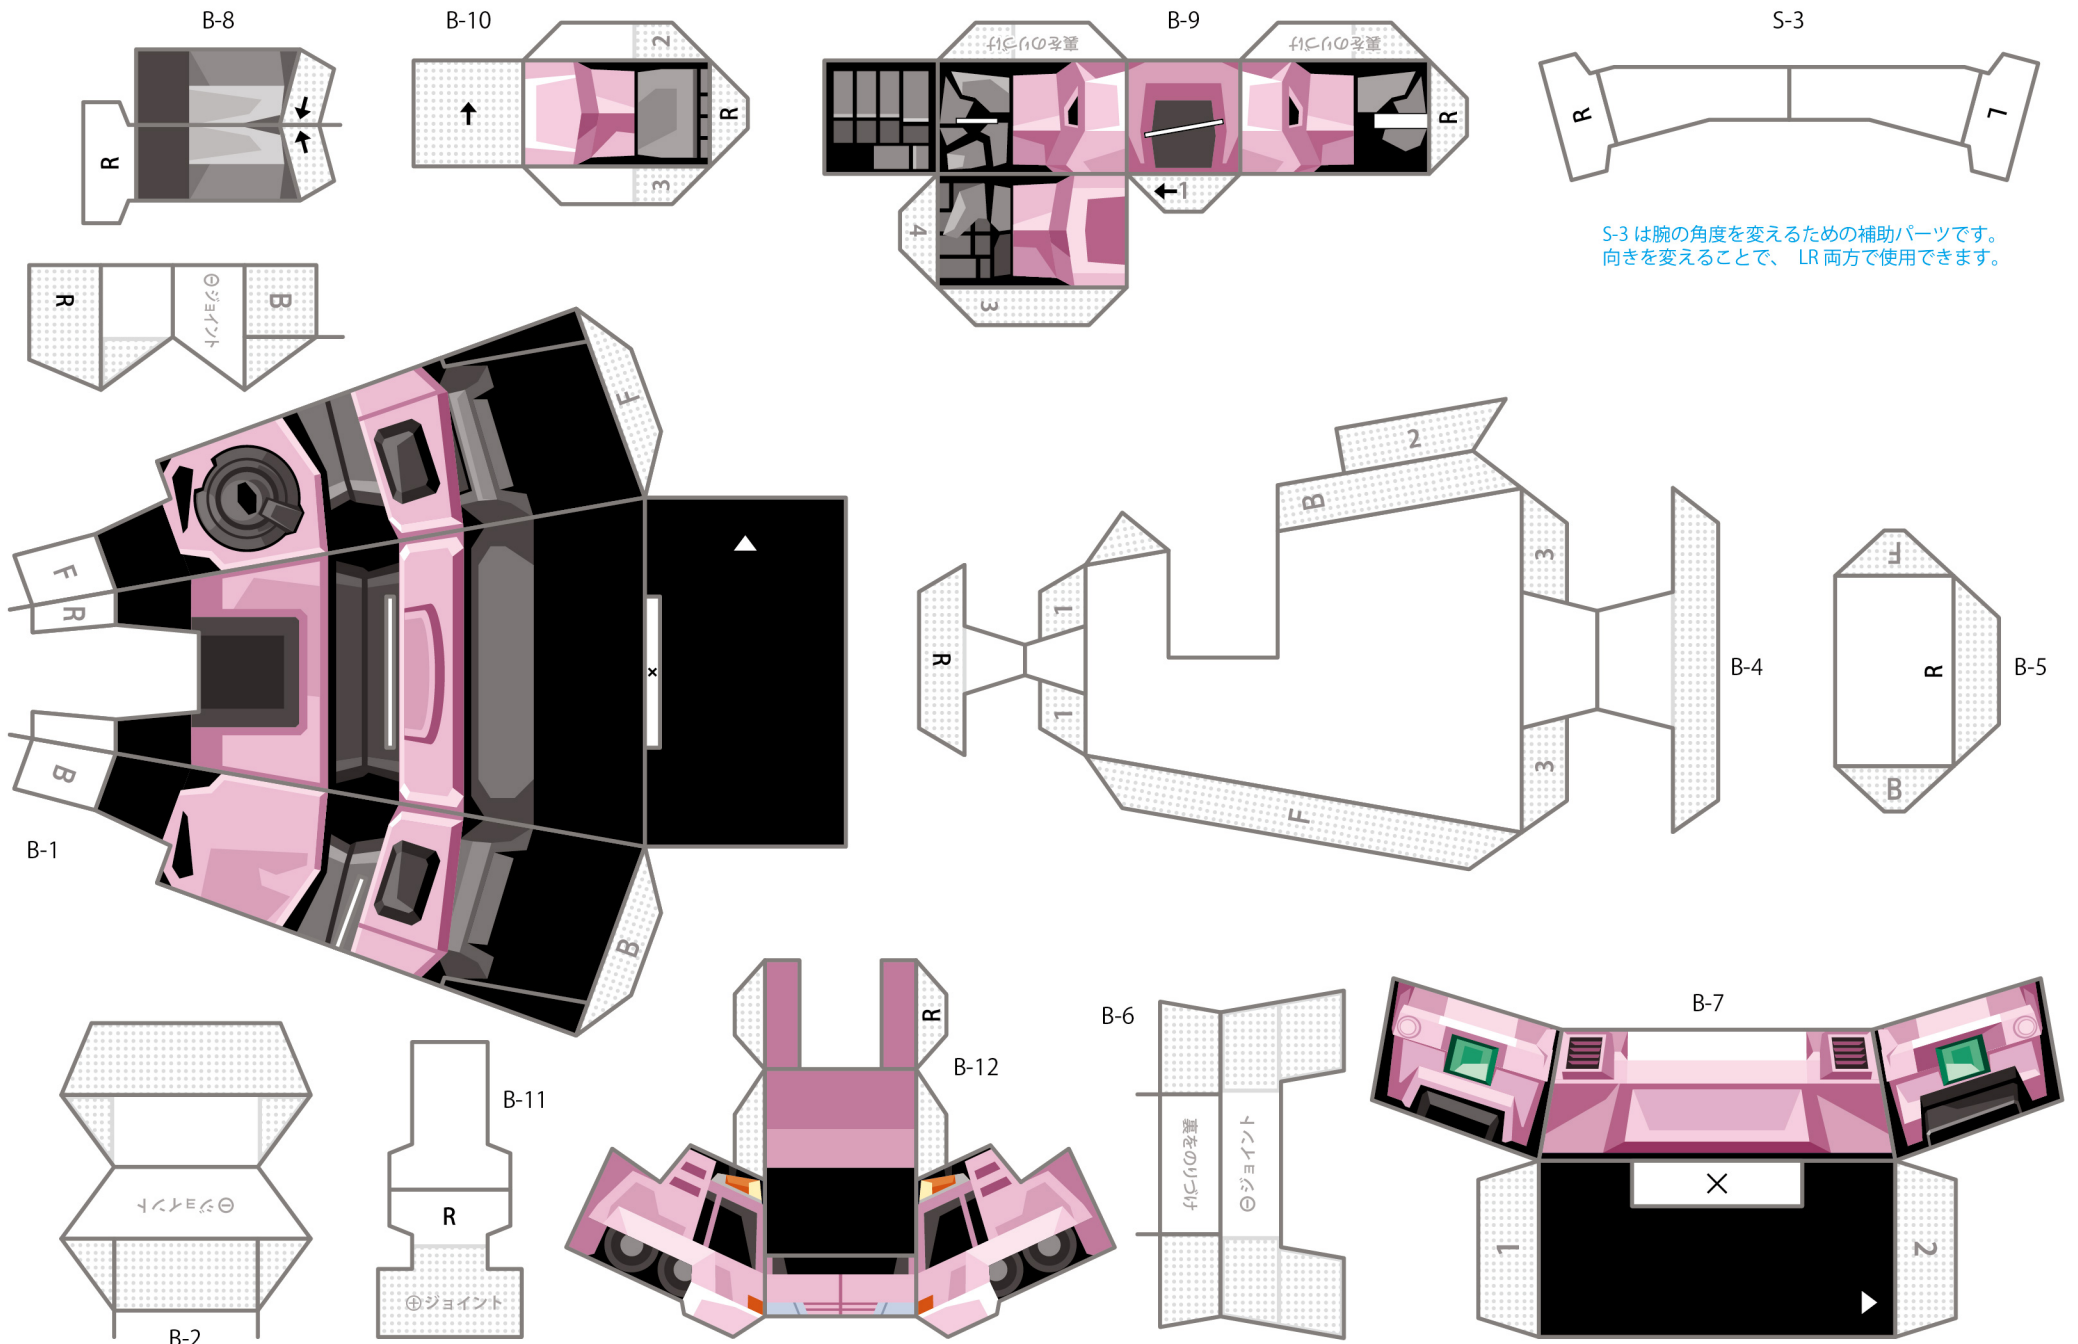 B-8
B-10
B-9
S-3
2
裏をのりづけ
裏をのりづけ
R
R
R
R
L
3
1
4
3
S-3 は腕の角度を変えるための補助パーツです。
向きを変えることで、 LR 両方で使用できます。
R
⊖ジョイント
B
F
2
B
F
R
1
3
F
R
×
R
B-4
R
B-5
1
3
B
B
F
B
B-1
B
B-6
B-7
R
B-12
B-11
裏をのりづけ
⊖ジョイント
×
⊖ジョイント
R
1
2
⊕ジョイント
B-2